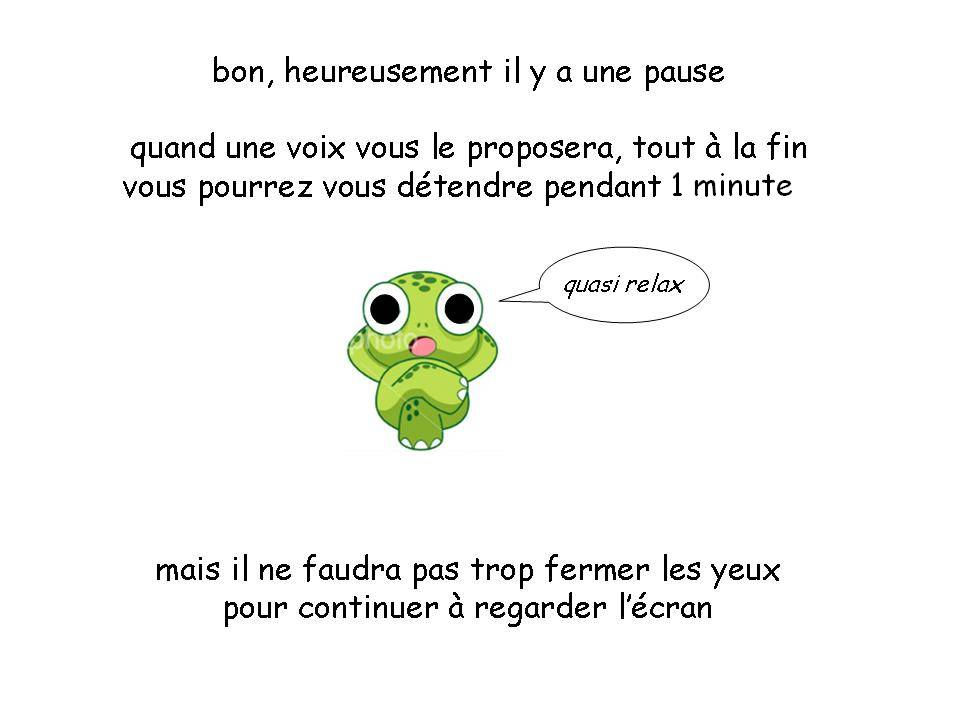 bon, heureusement il y a une pause
quand une voix vous le proposera, tout à la fin
vous pourrez vous détendre pendant 1 minute
quasi relax
photo
mais il ne faudra pas trop fermer les yeux
pour continuer à regarder l'écran